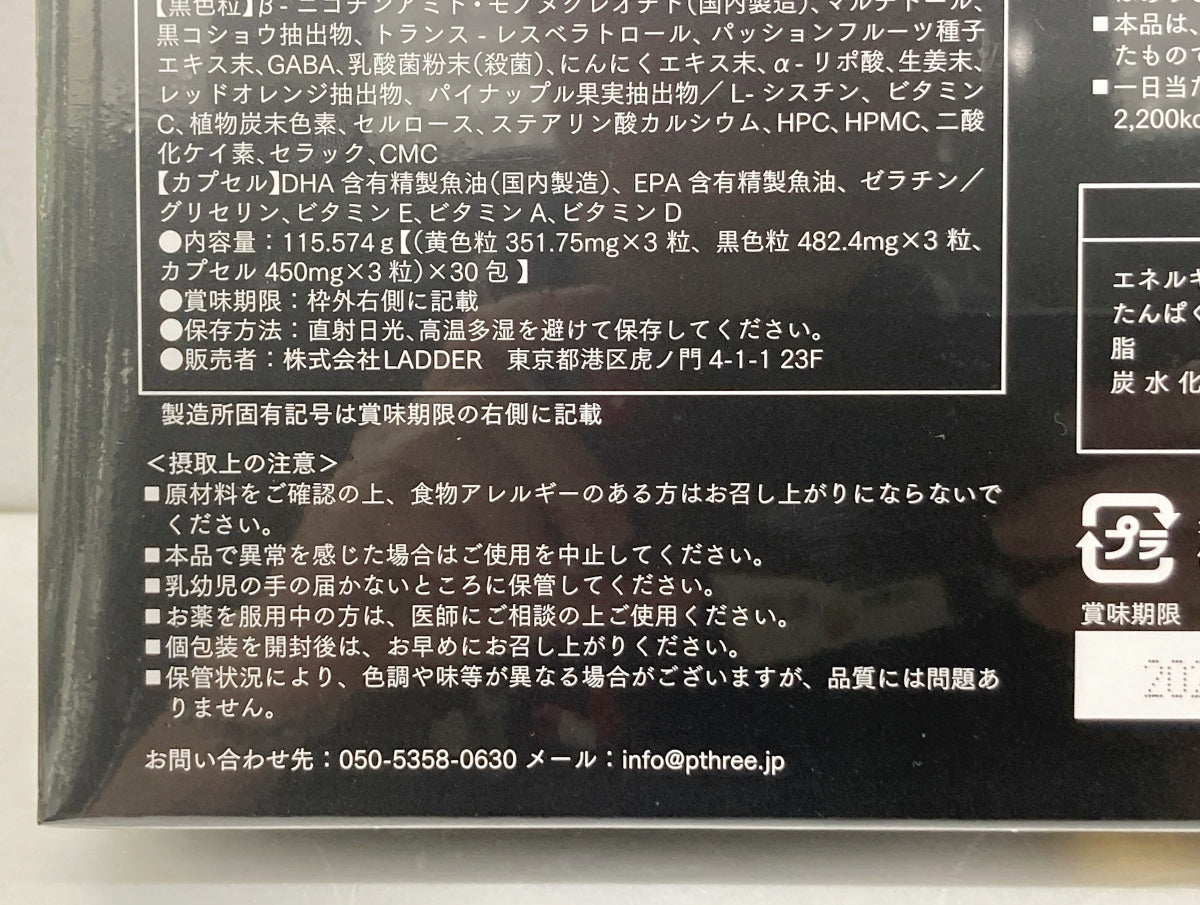 【黒色粒】β-ニコチンアミド・モノヌクレオチド(国内製造)、マルチトール、
黒コショウ抽出物、トランス-レスベラトロール、パッションフルーツ種子
エキス末、GABA、乳酸菌粉末(殺菌)、にんにくエキス末、α-リポ酸、生姜末、
レッドオレンジ抽出物、パイナップル果実抽出物／L-シスチン、ビタミン
C、植物炭末色素、セルロース、ステアリン酸カルシウム、HPC、HPMC、二酸
化ケイ素、セラック、CMC
【カプセル】DHA含有精製魚油(国内製造)、EPA含有精製魚油、ゼラチン／
グリセリン、ビタミンE、ビタミンA、ビタミンD
●内容量：115.574g【(黄色粒 351.75mg×3粒、黒色粒 482.4mg×3粒、
カプセル 450mg×3粒)×30包】
●賞味期限：枠外右側に記載
●保存方法：直射日光、高温多湿を避けて保存してください。
●販売者：株式会社LADDER 東京都港区虎ノ門4-1-1 23F
製造所固有記号は賞味期限の右側に記載
＜摂取上の注意＞
■原材料をご確認の上、食物アレルギーのある方はお召し上がりにならないで
ください。
■本品で異常を感じた場合はご使用を中止してください。
■乳幼児の手の届かないところに保管してください。
■お薬を服用中の方は、医師にご相談の上ご使用ください。
■個包装を開封後は、お早めにお召し上がりください。
■保管状況により、色調や味等が異なる場合がございますが、品質には問題あ
りません。
お問い合わせ先：050-5358-0630 メール：info@pthree.jp
■本品は、
たもので
■一日当た
2,200kc
エネルギ
たんぱく
脂
炭水化
プラ
賞味期限